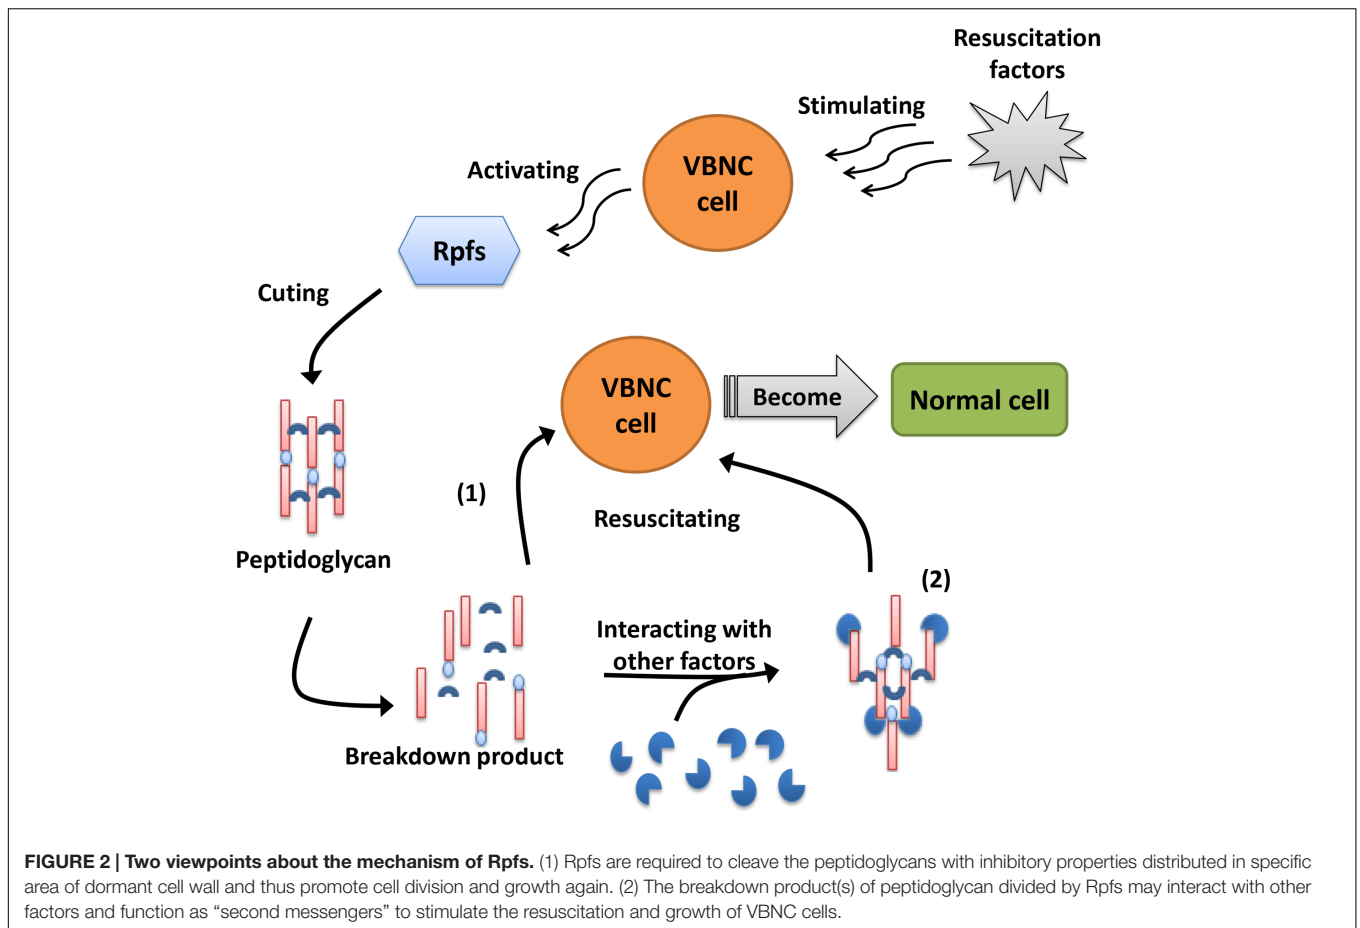 Resuscitation
factors
Stimulating
VBNC
cell
Activating
Rpfs
Cuting
VBNC
cell
Become
Normal cell
(1)
Resuscitating
Peptidoglycan
(2)
Interacting with
other factors
Breakdown product
FIGURE 2 | Two viewpoints about the mechanism of Rpfs. (1) Rpfs are required to cleave the peptidoglycans with inhibitory properties distributed in specific
area of dormant cell wall and thus promote cell division and growth again. (2) The breakdown product(s) of peptidoglycan divided by Rpfs may interact with other
factors and function as “second messengers” to stimulate the resuscitation and growth of VBNC cells.